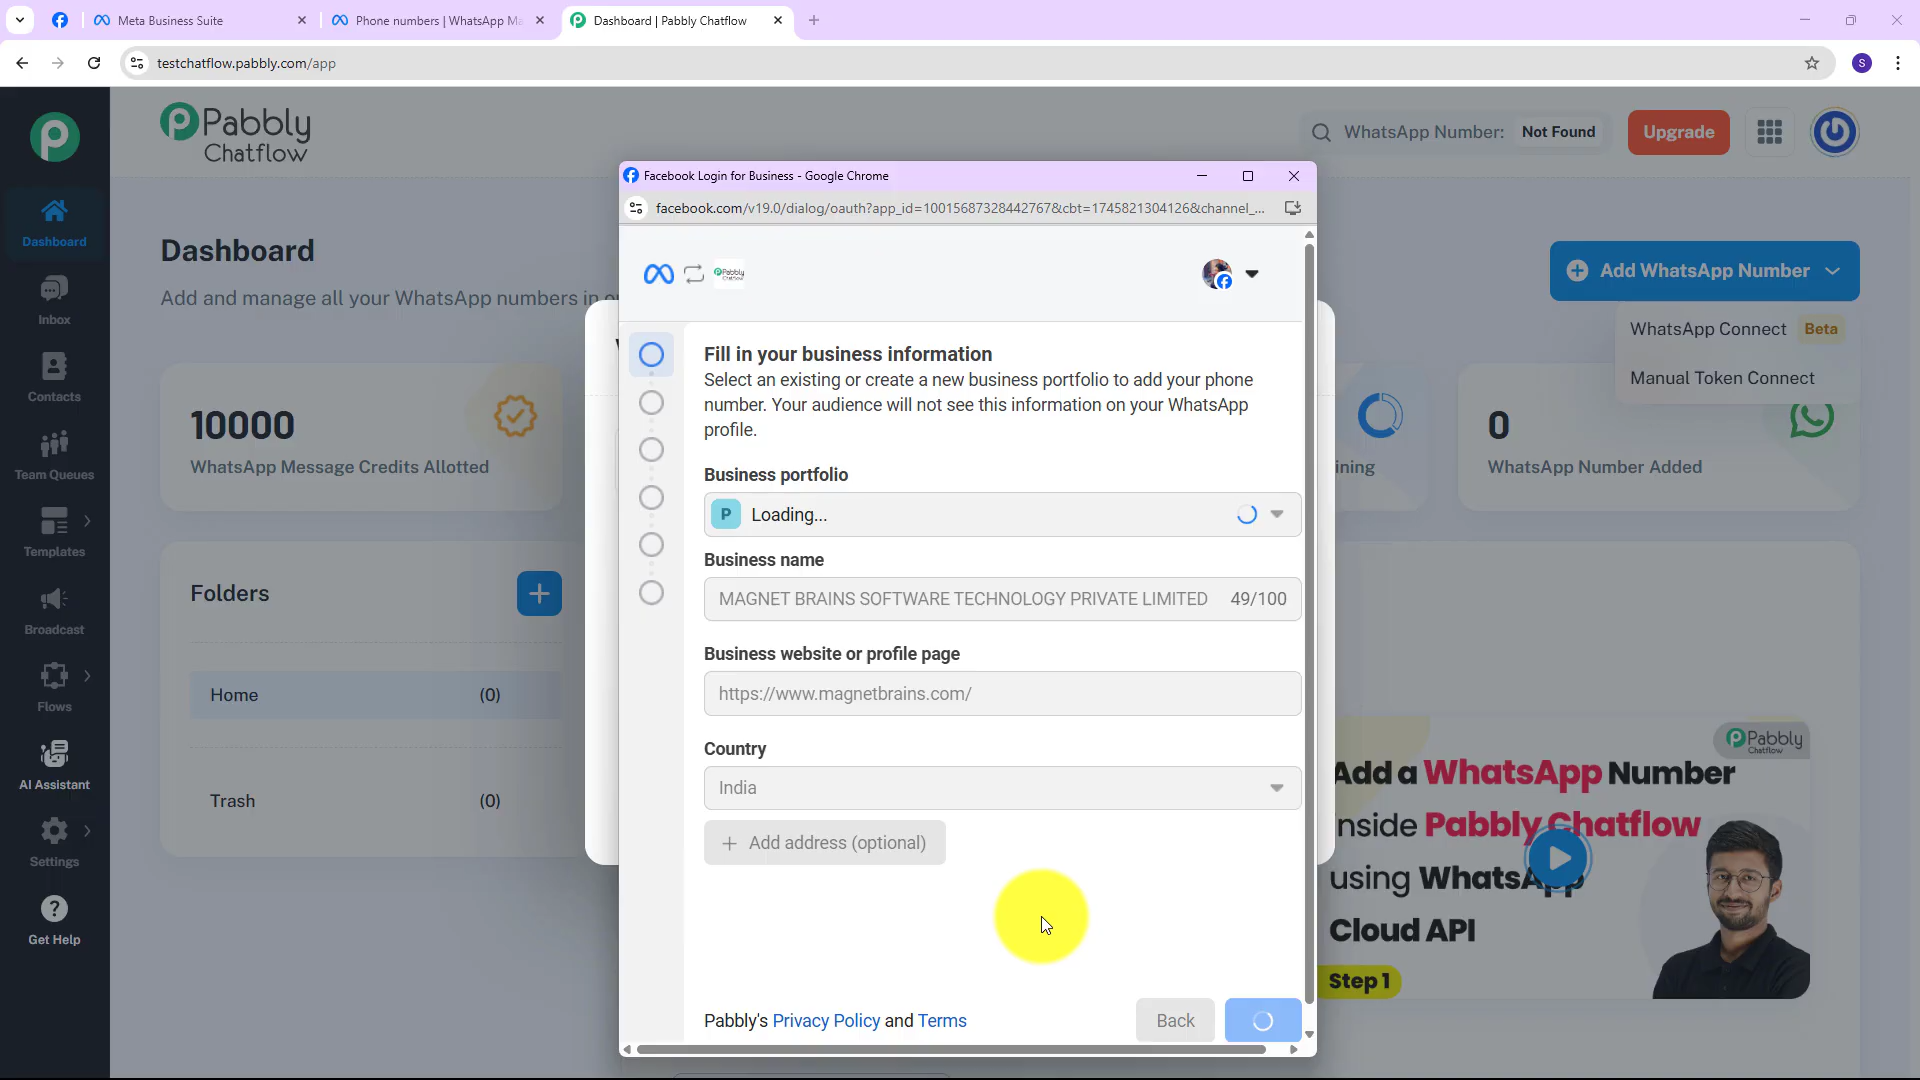 Meta Business Suite
Phone numbers | WhatsApp Ma
Dashboard | Pabbly Chatflow
testchatflow.pabbly.com/app
S
Pabbly
Chatflow
WhatsApp Number: Not Found
Upgrade
Dashboard
Inbox
Contacts
Team Queues
Templates
Broadcast
Flows
AI Assistant
Settings
Get Help
Dashboard
Add and manage all your WhatsApp numbers in
Add WhatsApp Number
WhatsApp Connect Beta
Manual Token Connect
10000
WhatsApp Message Credits Allotted
ining
0
WhatsApp Number Added
Folders
Home (0)
Trash (0)
Facebook Login for Business - Google Chrome
facebook.com/v19.0/dialog/oauth?app_id=10015687328442767&cbt=1745821304126&channel_...
Pabbly
Chatflow
Fill in your business information
Select an existing or create a new business portfolio to add your phone
number. Your audience will not see this information on your WhatsApp
profile.
Business portfolio
P Loading...
Business name
MAGNET BRAINS SOFTWARE TECHNOLOGY PRIVATE LIMITED 49/100
Business website or profile page
https://www.magnetbrains.com/
Country
India
Add address (optional)
Pabbly's Privacy Policy and Terms
Back
Pabbly
Chatflow
Add a WhatsApp Number
nside Pabbly Chatflow
using WhatsApp
Cloud API
Step 1